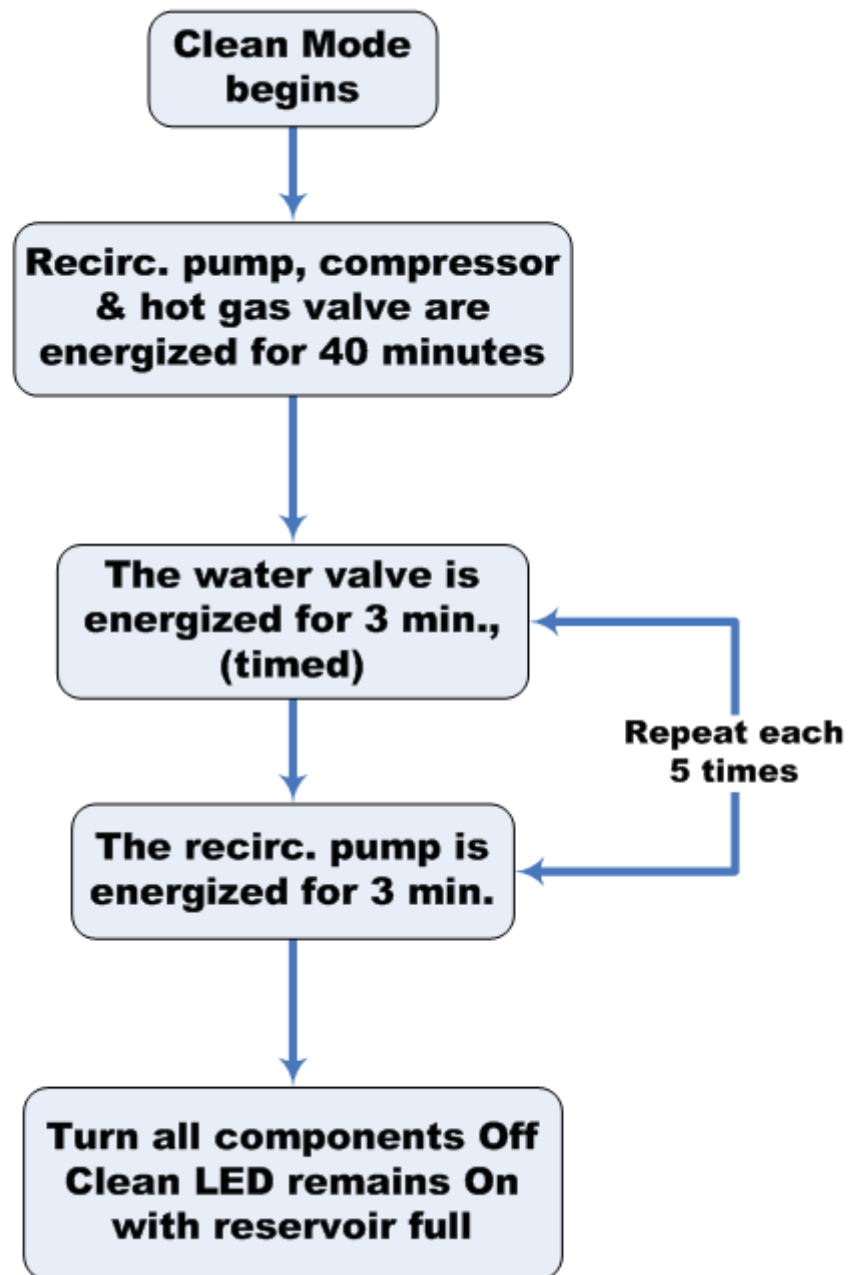 Clean Mode
begins
Recirc. pump, compressor
& hot gas valve are
energized for 40 minutes
The water valve is
energized for 3 min.,
(timed)
Repeat each
5 times
The recirc. pump is
energized for 3 min.
Turn all components Off
Clean LED remains On
with reservoir full